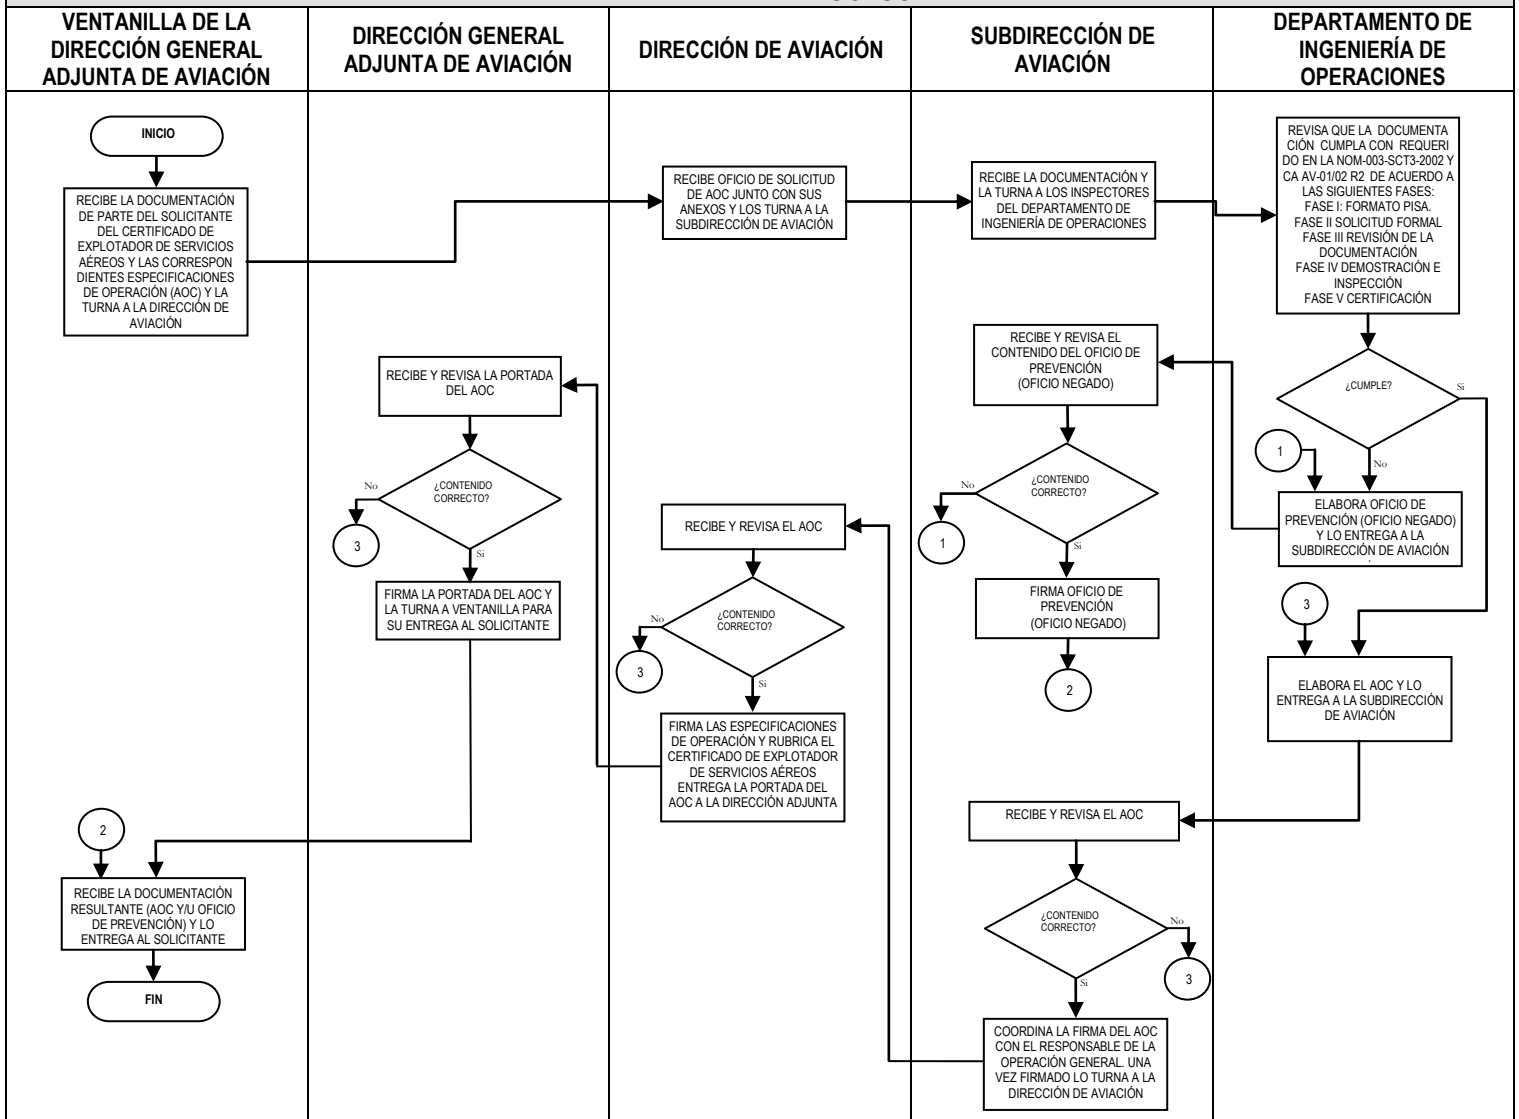 VENTANILLA DE LA
DIRECCIÓN GENERAL
ADJUNTA DE AVIACIÓN
DIRECCIÓN GENERAL
ADJUNTA DE AVIACIÓN
DIRECCIÓN DE AVIACIÓN
SUBDIRECCIÓN DE
AVIACIÓN
DEPARTAMENTO DE
INGENIERÍA DE
OPERACIONES
INICIO
RECIBE LA DOCUMENTACIÓN
DE PARTE DEL SOLICITANTE
DEL CERTIFICADO DE
EXPLOTADOR DE SERVICIOS
AÉREOS Y LAS CORRESPON
DIENTES ESPECIFICACIONES
DE OPERACIÓN (AOC) Y LA
TURNA A LA DIRECCIÓN DE
AVIACIÓN
RECIBE OFICIO DE SOLICITUD
DE AOC JUNTO CON SUS
ANEXOS Y LOS TURNA A LA
SUBDIRECCIÓN DE AVIACIÓN
RECIBE LA DOCUMENTACIÓN Y
LA TURNA A LOS INSPECTORES
DEL DEPARTAMENTO DE
INGENIERÍA DE OPERACIONES
REVISA QUE LA DOCUMENTA
CIÓN CUMPLA CON REQUERI
DO EN LA NOM-003-SCT3-2002 Y
CA AV-01/02 R2 DE ACUERDO A
LAS SIGUIENTES FASES:
FASE I: FORMATO PISA.
FASE II SOLICITUD FORMAL
FASE III REVISIÓN DE LA
DOCUMENTACIÓN
FASE IV DEMOSTRACIÓN E
INSPECCIÓN
FASE V CERTIFICACIÓN
¿CUMPLE?
Si
No
1
ELABORA OFICIO DE
PREVENCIÓN (OFICIO NEGADO)
Y LO ENTREGA A LA
SUBDIRECCIÓN DE AVIACIÓN
RECIBE Y REVISA EL
CONTENIDO DEL OFICIO DE
PREVENCIÓN
(OFICIO NEGADO)
¿CONTENIDO
CORRECTO?
No
1
Si
FIRMA OFICIO DE
PREVENCIÓN
(OFICIO NEGADO)
2
3
ELABORA EL AOC Y LO
ENTREGA A LA SUBDIRECCIÓN
DE AVIACIÓN
RECIBE Y REVISA EL AOC
¿CONTENIDO
CORRECTO?
No
3
Si
COORDINA LA FIRMA DEL AOC
CON EL RESPONSABLE DE LA
OPERACIÓN GENERAL. UNA
VEZ FIRMADO LO TURNA A LA
DIRECCIÓN DE AVIACIÓN
RECIBE Y REVISA EL AOC
¿CONTENIDO
CORRECTO?
No
3
Si
FIRMA LAS ESPECIFICACIONES
DE OPERACIÓN Y RUBRICA EL
CERTIFICADO DE EXPLOTADOR
DE SERVICIOS AÉREOS
ENTREGA LA PORTADA DEL
AOC A LA DIRECCIÓN ADJUNTA
RECIBE Y REVISA LA PORTADA
DEL AOC
¿CONTENIDO
CORRECTO?
No
3
Si
FIRMA LA PORTADA DEL AOC Y
LA TURNA A VENTANILLA PARA
SU ENTREGA AL SOLICITANTE
2
RECIBE LA DOCUMENTACIÓN
RESULTANTE (AOC Y/U OFICIO
DE PREVENCIÓN) Y LO
ENTREGA AL SOLICITANTE
FIN